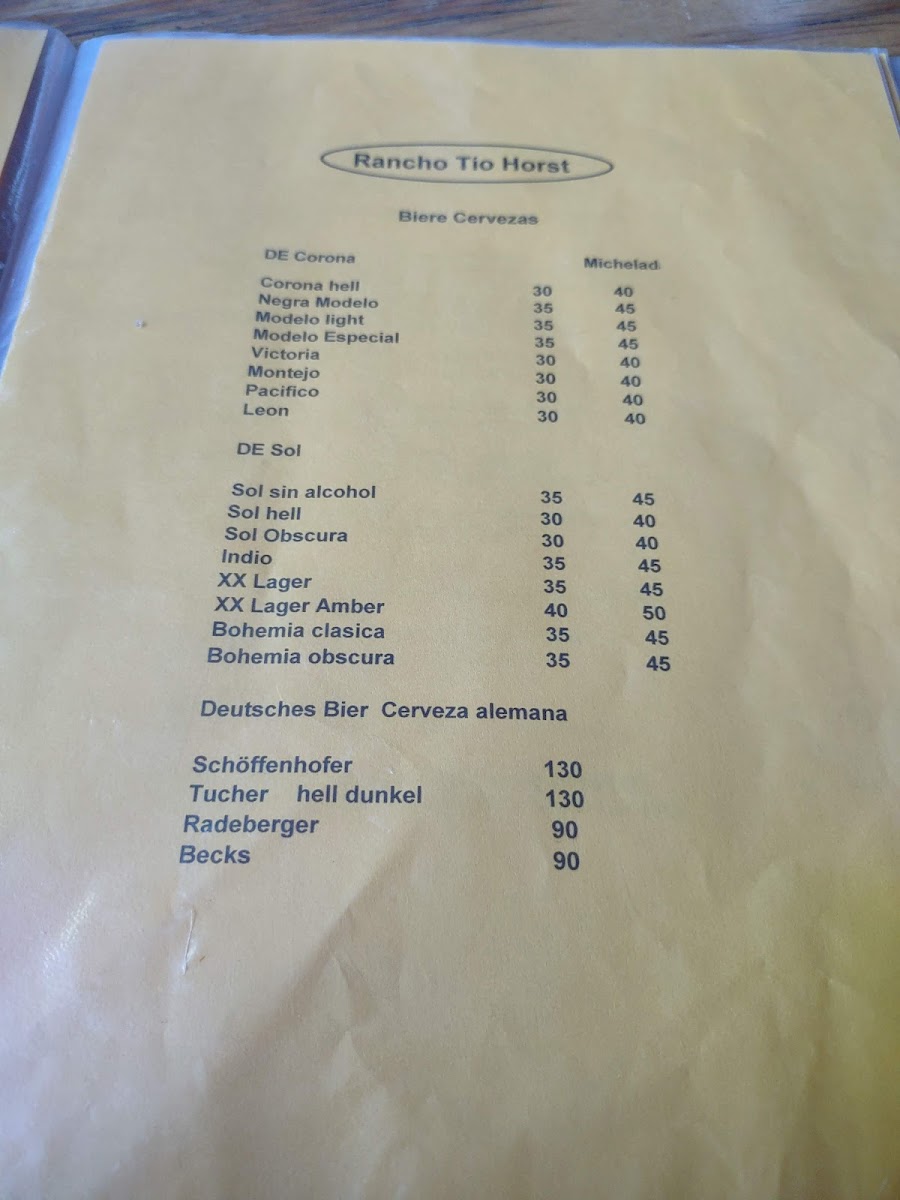 Rancho Tio Horst
Biere Cervezas
DE Corona Michelad
Corona hell 30 40
Negra Modelo 35 45
Modelo light 35 45
Modelo Especial 35 45
Victoria 30 40
Montejo 30 40
Pacifico 30 40
Leon 30 40
DE Sol
Sol sin alcohol 35 45
Sol hell 30 40
Sol Obscura 30 40
Indio 35 45
XX Lager 35 45
XX Lager Amber 40 50
Bohemia clasica 35 45
Bohemia obscura 35 45
Deutsches Bier Cerveza alemana
Schöffenhofer 130
Tucher hell dunkel 130
Radeberger 90
Becks 90